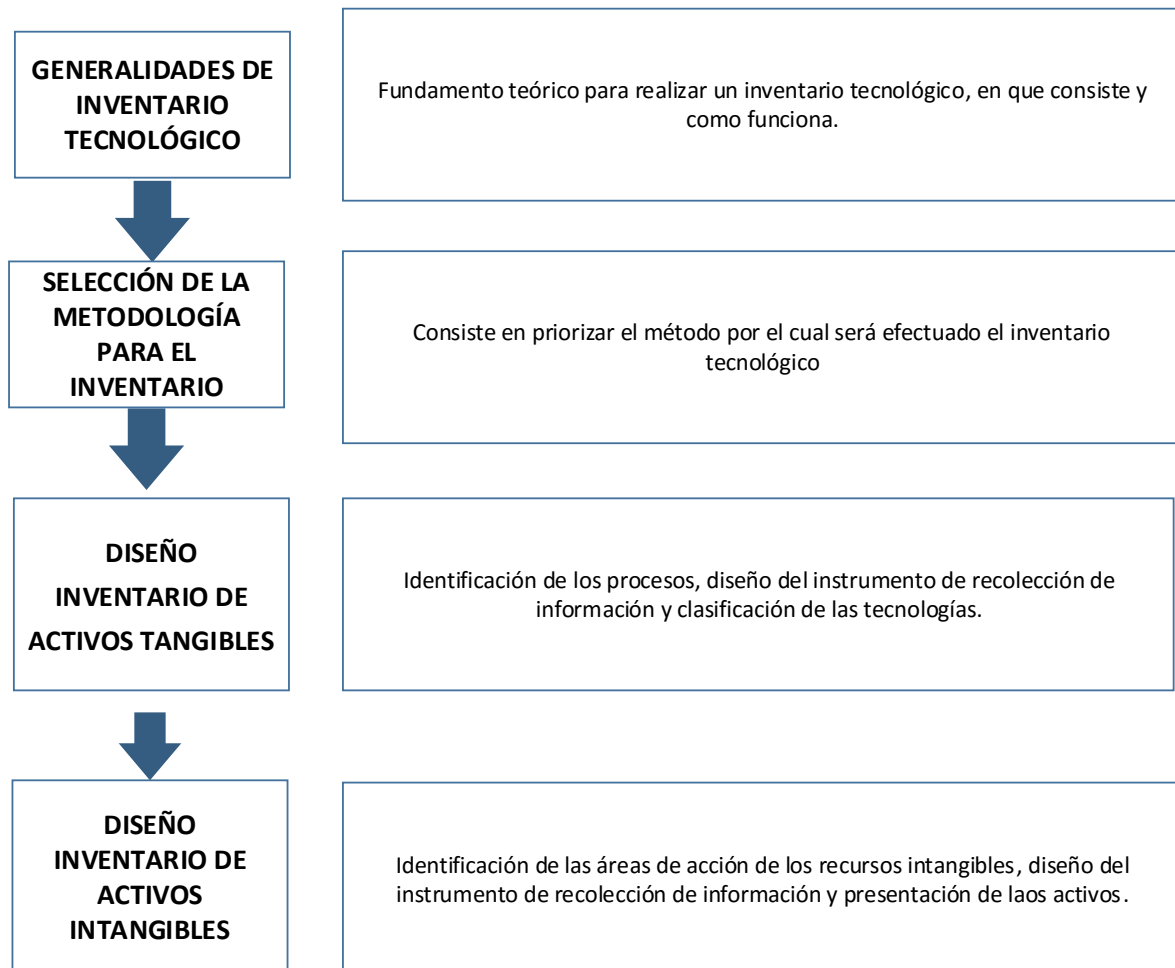 GENERALIDADES DE
INVENTARIO
TECNOLÓGICO
Fundamento teórico para realizar un inventario tecnológico, en que consiste y
como funciona.
SELECCIÓN DE LA
METODOLOGÍA
PARA EL
INVENTARIO
Consiste en priorizar el método por el cual será efectuado el inventario
tecnológico
DISEÑO
INVENTARIO DE
ACTIVOS TANGIBLES
Identificación de los procesos, diseño del instrumento de recolección de
información y clasificación de las tecnologías.
DISEÑO
INVENTARIO DE
ACTIVOS
INTANGIBLES
Identificación de las áreas de acción de los recursos intangibles, diseño del
instrumento de recolección de información y presentación de laos activos.